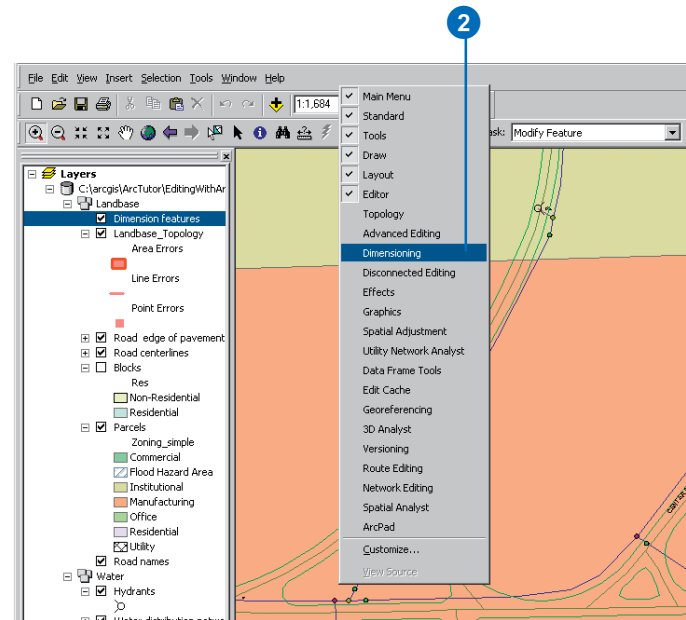 2
File Edit View Insert Selection Tools Window Help
1:1,684
Task: Modify Feature
Layers
C:\arcgis\ArcTutor\EditingWithAr
Landbase
Dimension features
Landbase_Topology
Area Errors
Line Errors
Point Errors
Road edge of pavement
Road centerlines
Blocks
Res
Non-Residential
Residential
Parcels
Zoning_simple
Commercial
Flood Hazard Area
Institutional
Manufacturing
Office
Residential
Utility
Road names
Water
Hydrants
Main Menu
Standard
Tools
Draw
Layout
Editor
Topology
Advanced Editing
Dimensioning
Disconnected Editing
Effects
Graphics
Spatial Adjustment
Utility Network Analyst
Data Frame Tools
Edit Cache
Georeferencing
3D Analyst
Versioning
Route Editing
Network Editing
Spatial Analyst
ArcPad
Customize...
View Source